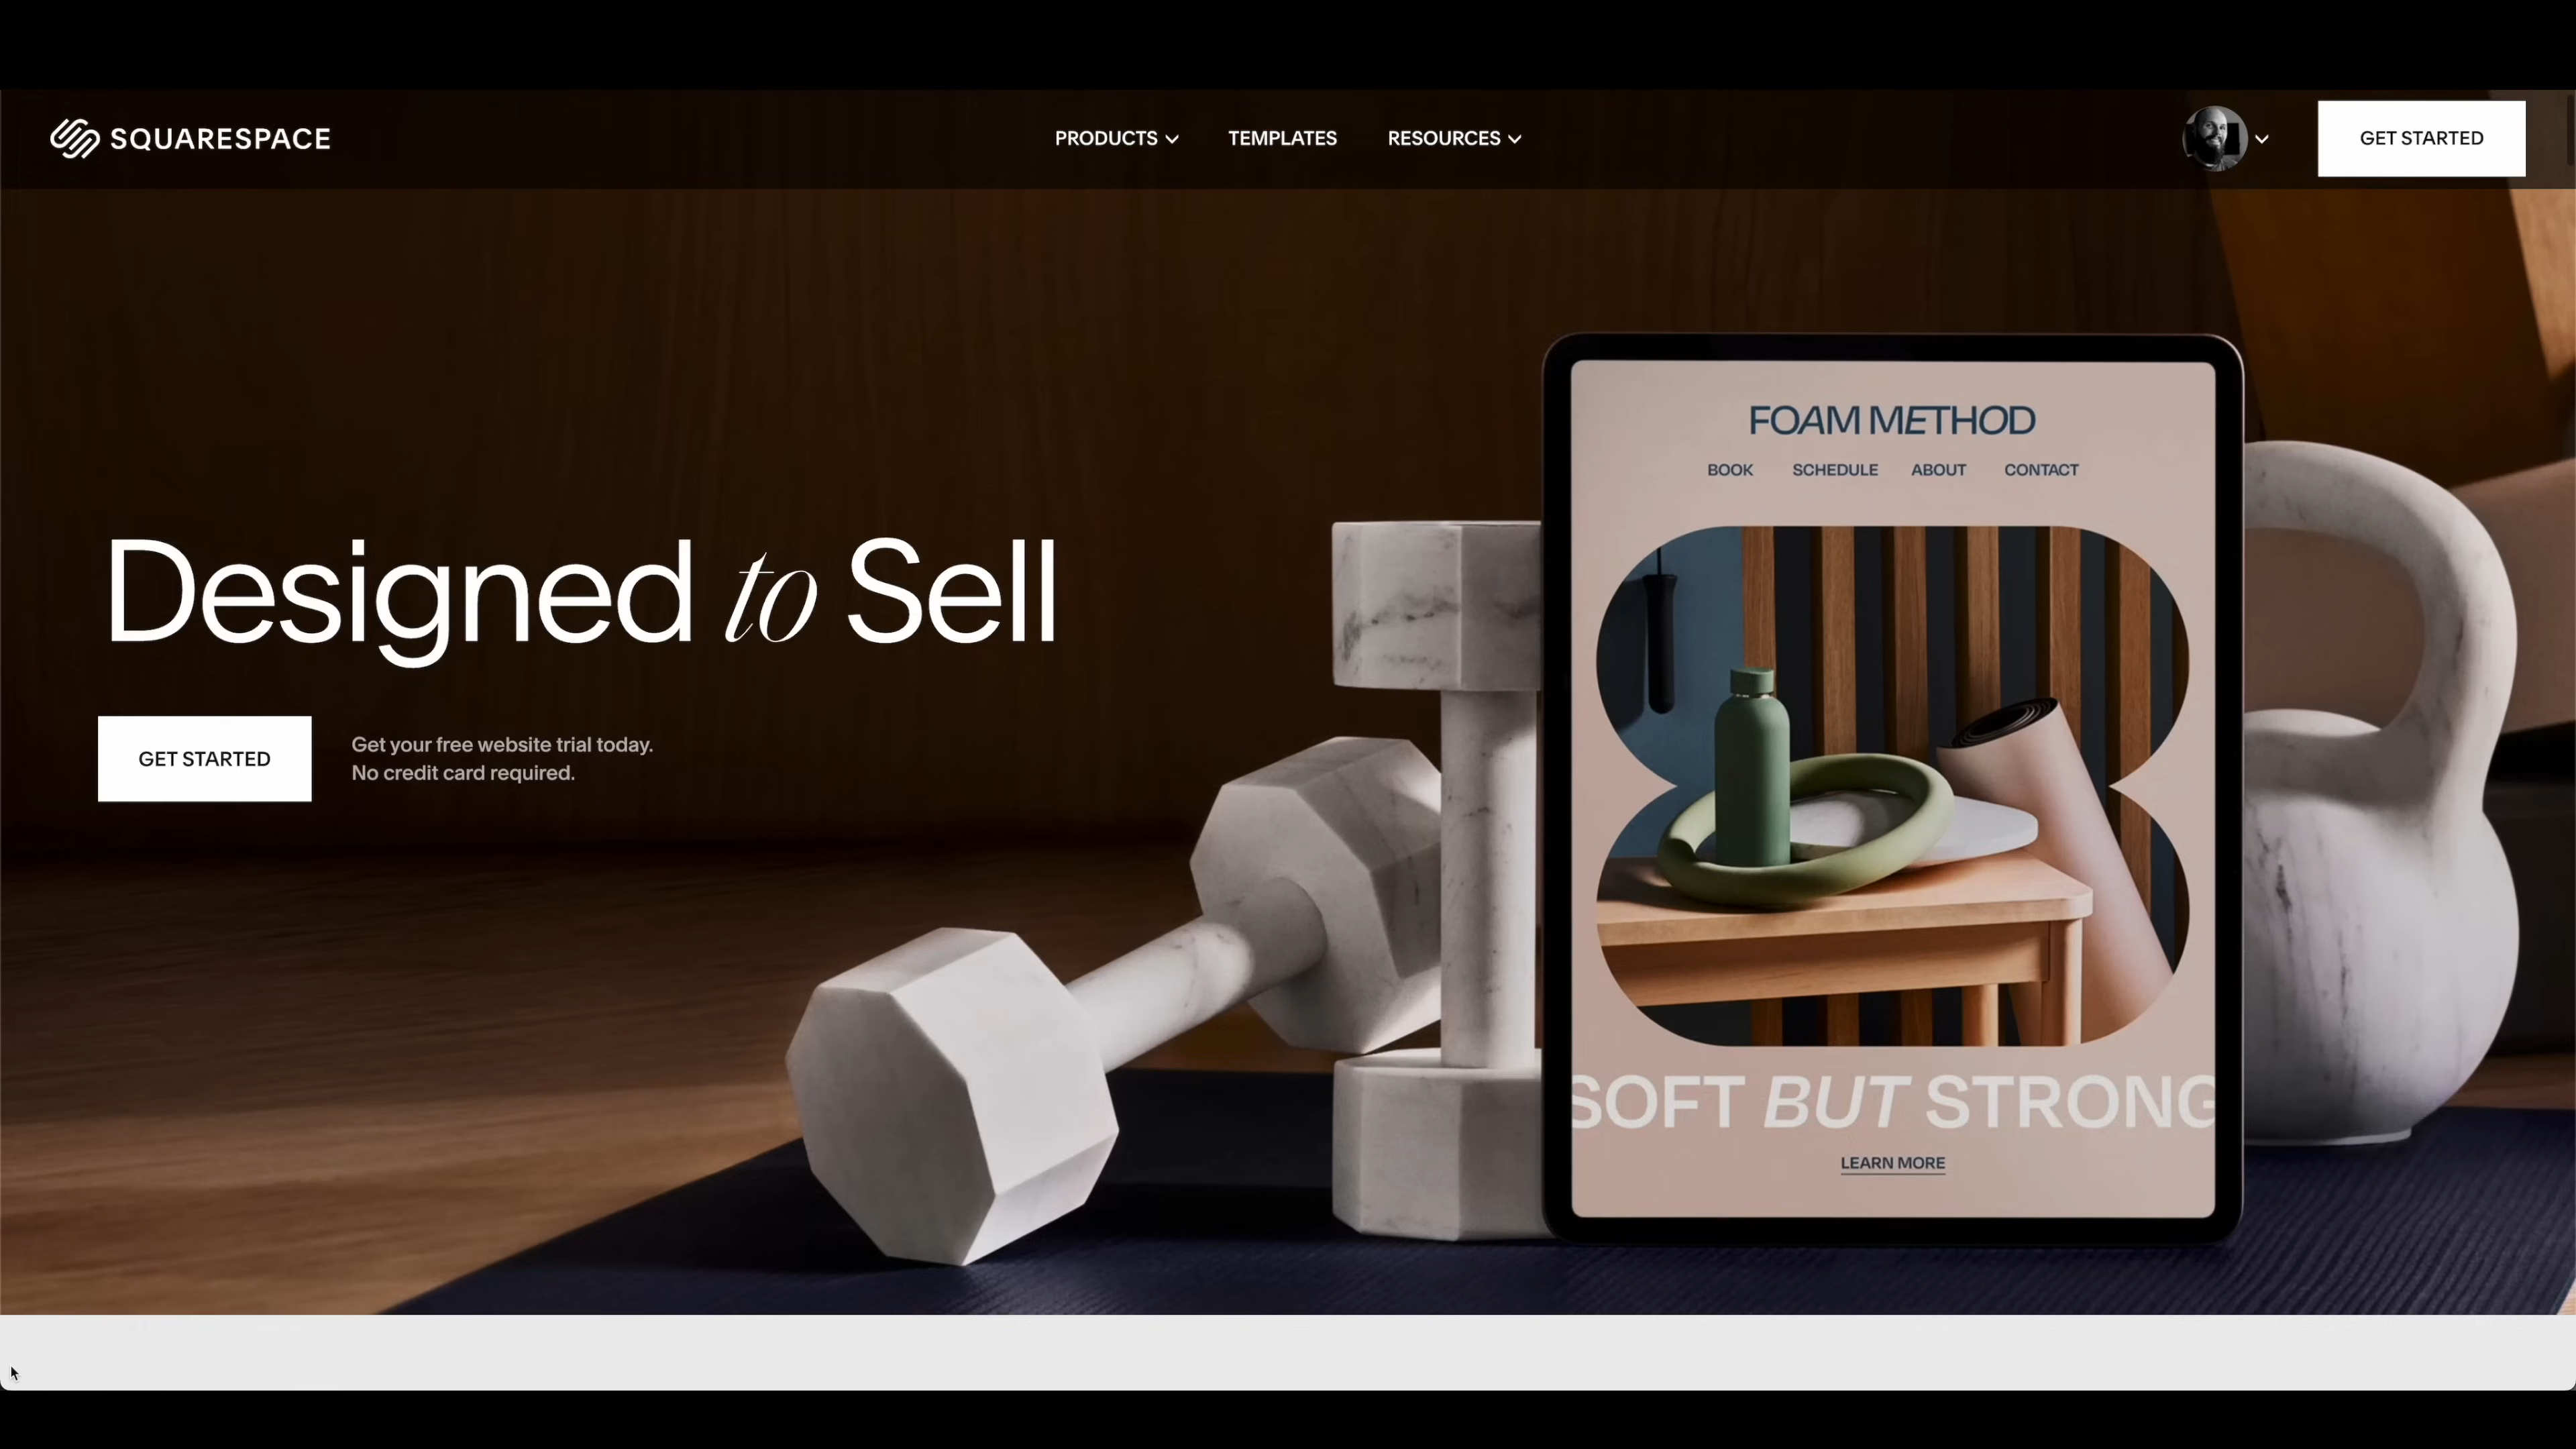 SQUARESPACE
PRODUCTS
TEMPLATES
RESOURCES
GET STARTED
Designed to Sell
GET STARTED
Get your free website trial today.
No credit card required.
FOAM METHOD
BOOK SCHEDULE ABOUT CONTACT
SOFT BUT STRONG
LEARN MORE